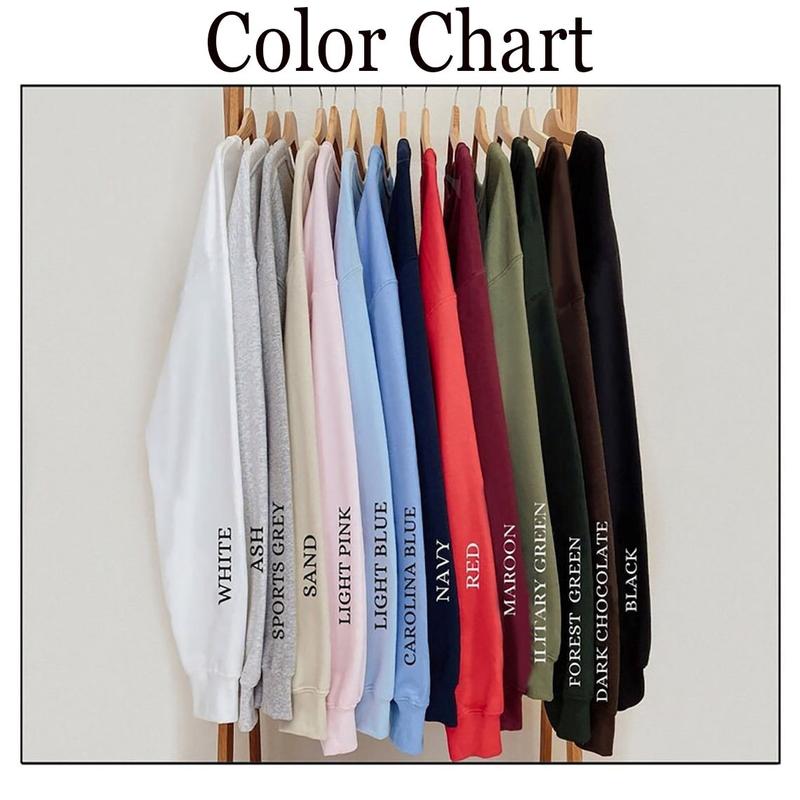 Color Chart
WHITE
ASH
SPORTS GREY
SAND
LIGHT PINK
LIGHT BLUE
CAROLINA BLUE
NAVY
RED
MAROON
ILITARY GREEN
FOREST GREEN
DARK CHOCOLATE
BLACK